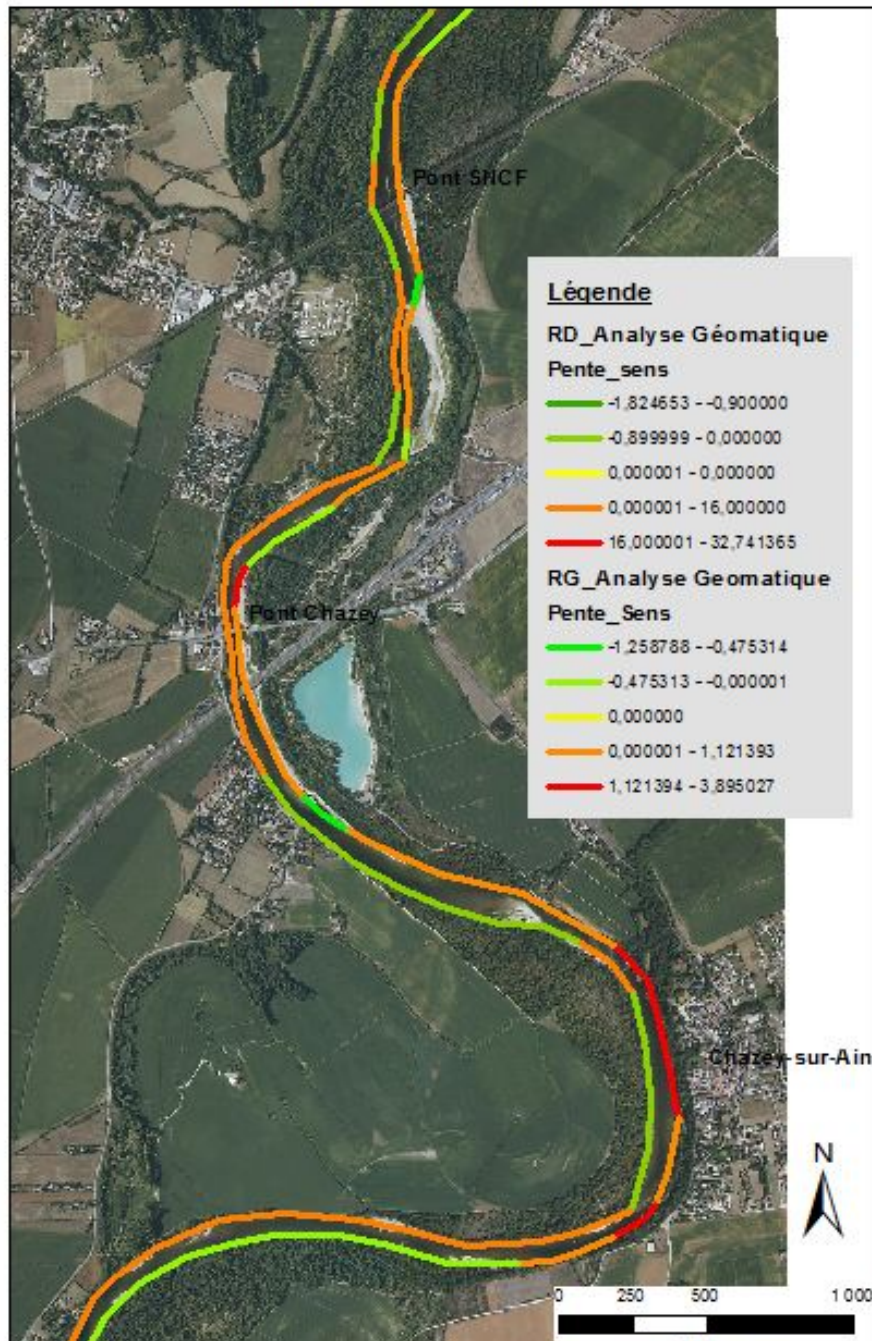 Pont SNCF
Légende
RD_Analyse Géomatique
Pente_sens
-1,824653 - -0,900000
-0,899999 - 0,000000
0,000001 - 0,000000
0,000001 - 16,000000
16,000001 - 32,741365
RG_Analyse Geomatique
Pente_Sens
-1,258788 - -0,475314
-0,475313 - -0,000001
0,000000
0,000001 - 1,121393
1,121394 - 3,895027
Pont Chazey
Chazey-sur-Ain
N
0 250 500 1 000